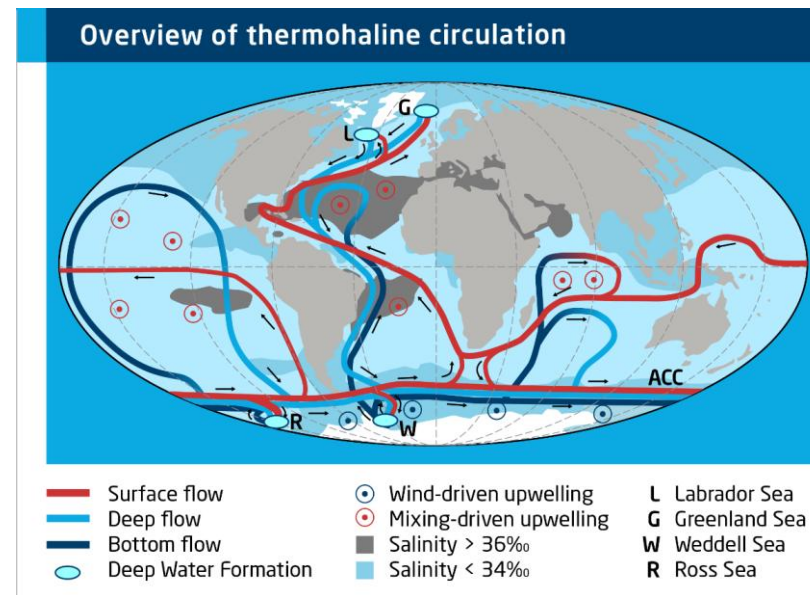 Overview of thermohaline circulation
G
L
ACC
R
W
Surface flow
Deep flow
Bottom flow
Deep Water Formation
Wind-driven upwelling
Mixing-driven upwelling
Salinity > 36‰
Salinity < 34‰
L Labrador Sea
G Greenland Sea
W Weddell Sea
R Ross Sea